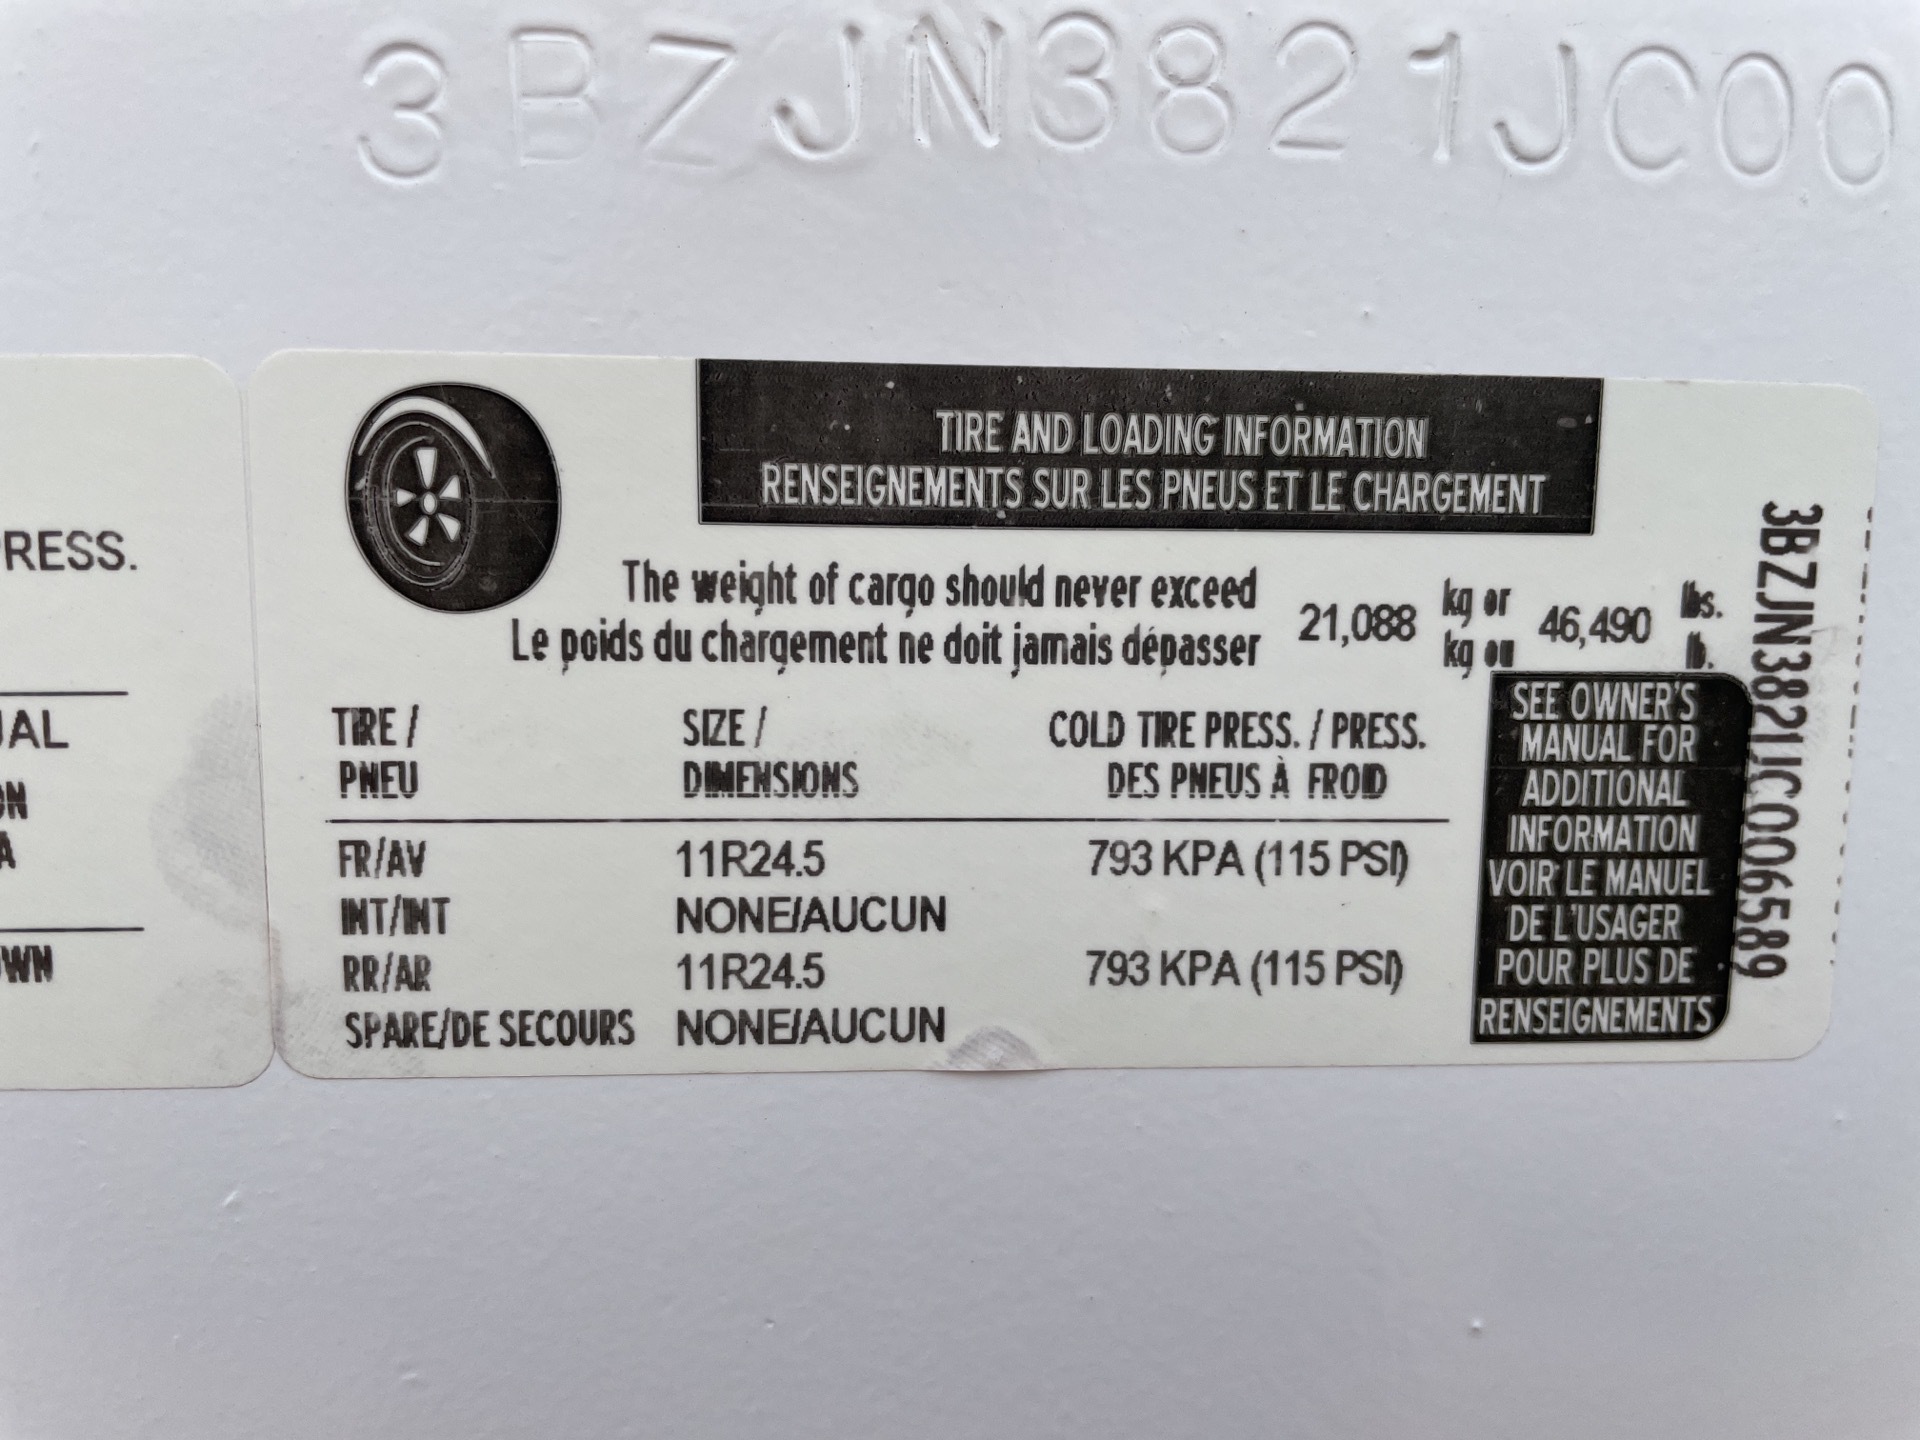 3BZJN3821JC00
TIRE AND LOADING INFORMATION
RENSEIGNEMENTS SUR LES PNEUS ET LE CHARGEMENT
The weight of cargo should never exceed 21,088 kg or 46,490 lbs.
Le poids du chargement ne doit jamais dépasser kg ou lb.
TIRE / SIZE / COLD TIRE PRESS. / PRESS.
PNEU DIMENSIONS DES PNEUS À FROID
FR/AV 11R24.5 793 KPA (115 PSI)
INT/INT NONE/AUCUN
RR/AR 11R24.5 793 KPA (115 PSI)
SPARE/DE SECOURS NONE/AUCUN
SEE OWNER'S
MANUAL FOR
ADDITIONAL
INFORMATION
VOIR LE MANUEL
DE L'USAGER
POUR PLUS DE
RENSEIGNEMENTS
3BZJN3821JC006589
RESS.